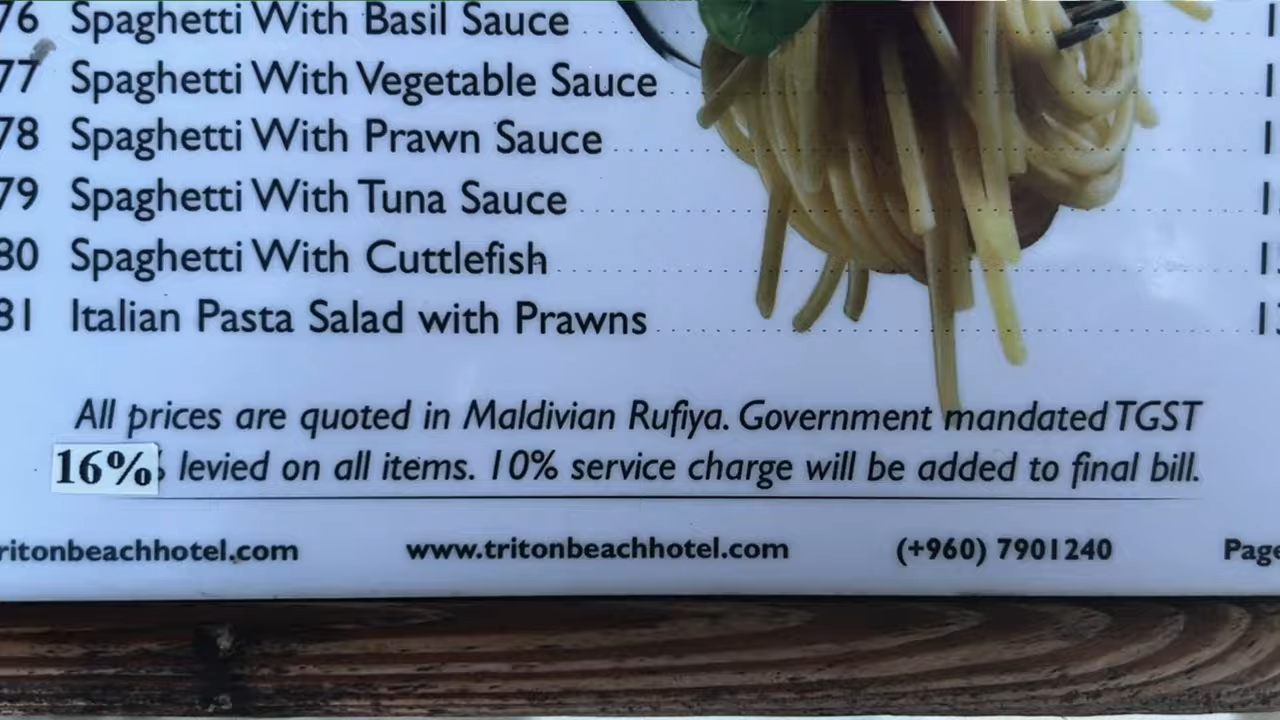 76 Spaghetti With Basil Sauce
77 Spaghetti With Vegetable Sauce
78 Spaghetti With Prawn Sauce
79 Spaghetti With Tuna Sauce
80 Spaghetti With Cuttlefish
81 Italian Pasta Salad with Prawns
All prices are quoted in Maldivian Rufiya. Government mandated TGST
16% levied on all items. 10% service charge will be added to final bill.
ritonbeachhotel.com www.tritonbeachhotel.com (+960) 7901240 Page